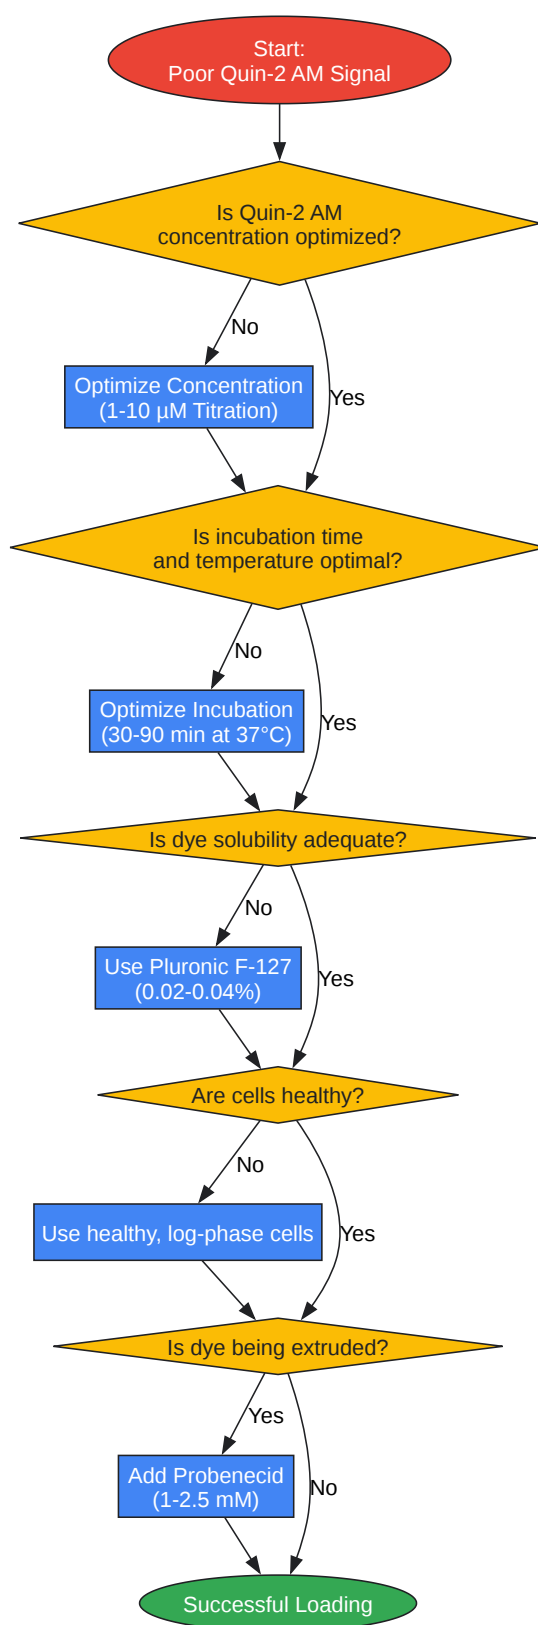 Start:
Poor Quin-2 AM Signal
Is Quin-2 AM
concentration optimized?
No
Optimize Concentration
(1-10 µM Titration)
Yes
Is incubation time
and temperature optimal?
No
Optimize Incubation
(30-90 min at 37°C)
Yes
Is dye solubility adequate?
No
Use Pluronic F-127
(0.02-0.04%)
Yes
Are cells healthy?
No
Use healthy, log-phase cells
Yes
Is dye being extruded?
Yes
Add Probenecid
(1-2.5 mM)
No
Successful Loading